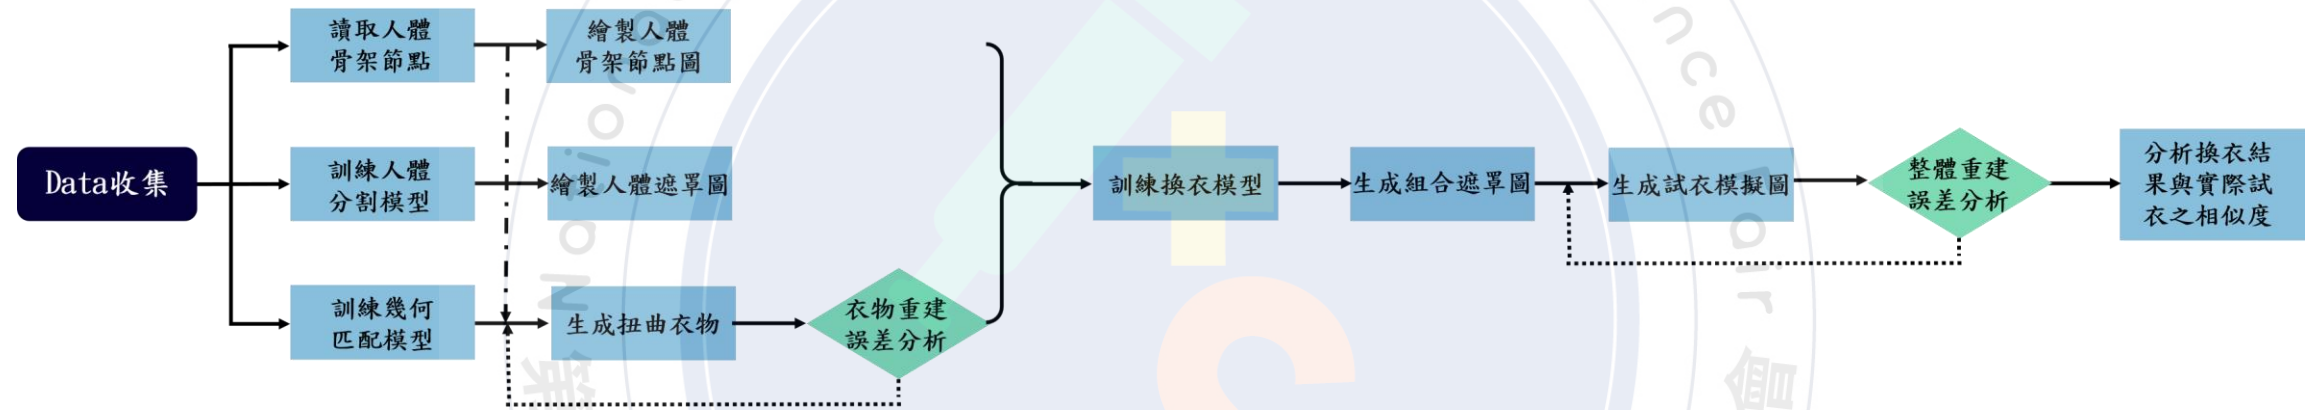 讀取人體
骨架節點
繪製人體
骨架節點圖
Data收集
訓練人體
分割模型
繪製人體遮罩圖
訓練幾何
匹配模型
生成扭曲衣物
衣物重建
誤差分析
訓練換衣模型
生成組合遮罩圖
生成試衣模擬圖
整體重建
誤差分析
分析換衣結
果與實際試
衣之相似度
Nationa
nce Fair
第
會